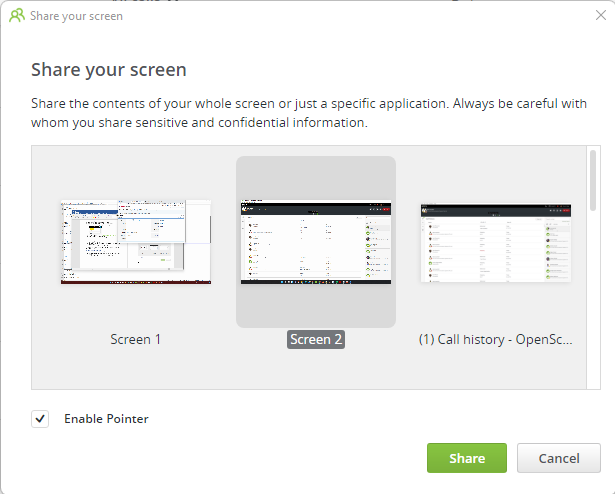 Share your screen
Share your screen
Share the contents of your whole screen or just a specific application. Always be careful with
whom you share sensitive and confidential information.
Screen 1
Screen 2
(1) Call history - OpenSc...
Enable Pointer
Share
Cancel